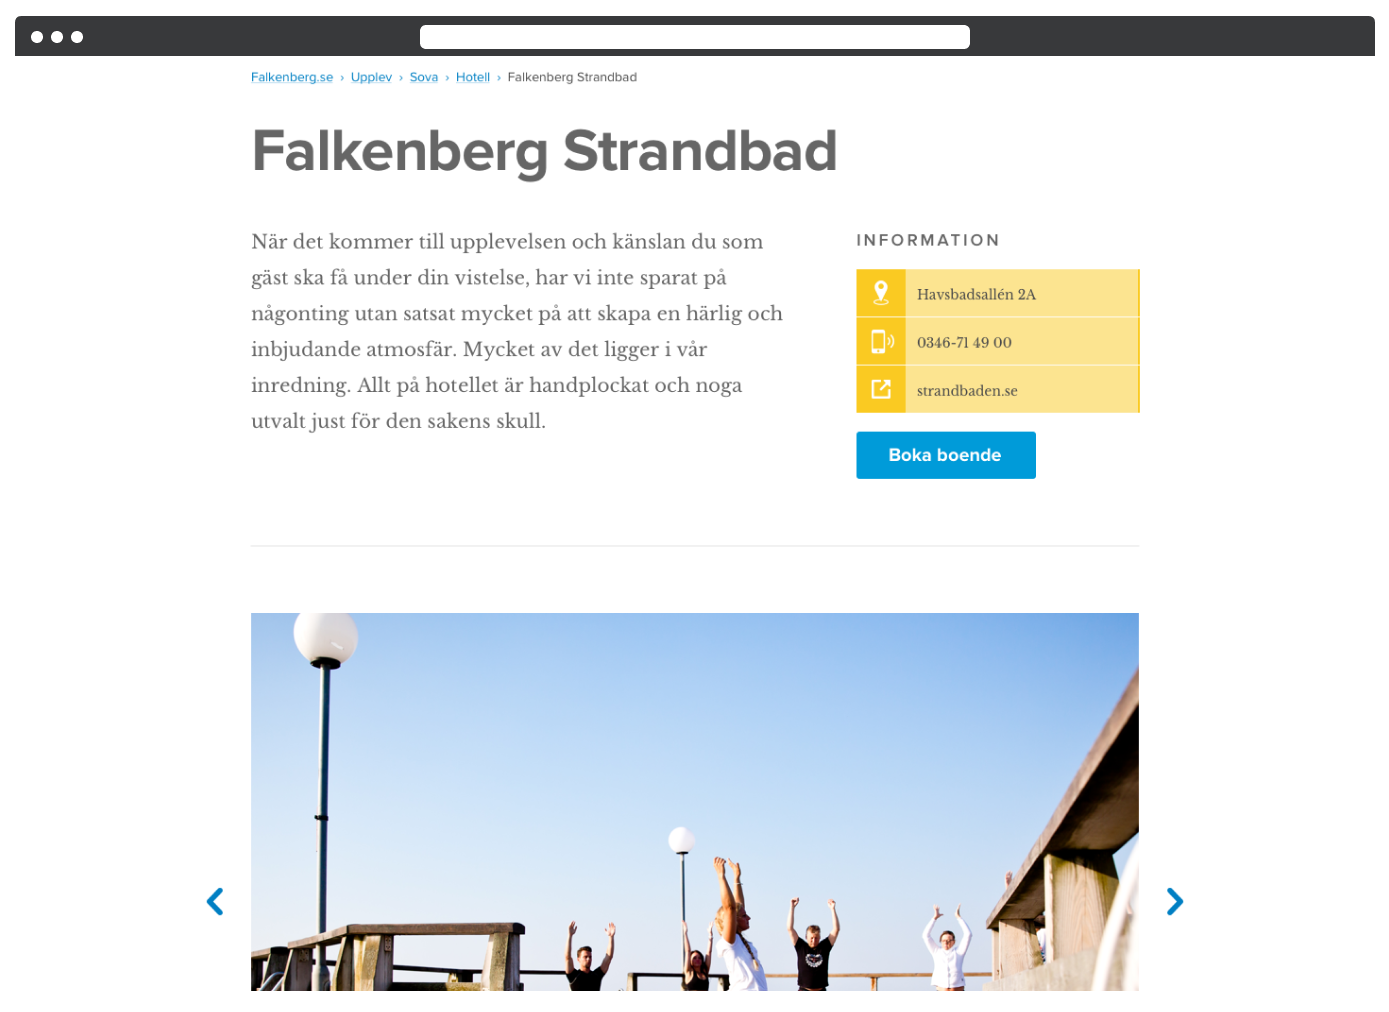 Falkenberg.se › Upplev › Sova › Hotell › Falkenberg Strandbad
Falkenberg Strandbad
När det kommer till upplevelsen och känslan du som
gäst ska få under din vistelse, har vi inte sparat på
någonting utan satsat mycket på att skapa en härlig och
inbjudande atmosfär. Mycket av det ligger i vår
inredning. Allt på hotellet är handplockat och noga
utvalt just för den sakens skull.
INFORMATION
Havsbadsallén 2A
0346-71 49 00
strandbaden.se
Boka boende